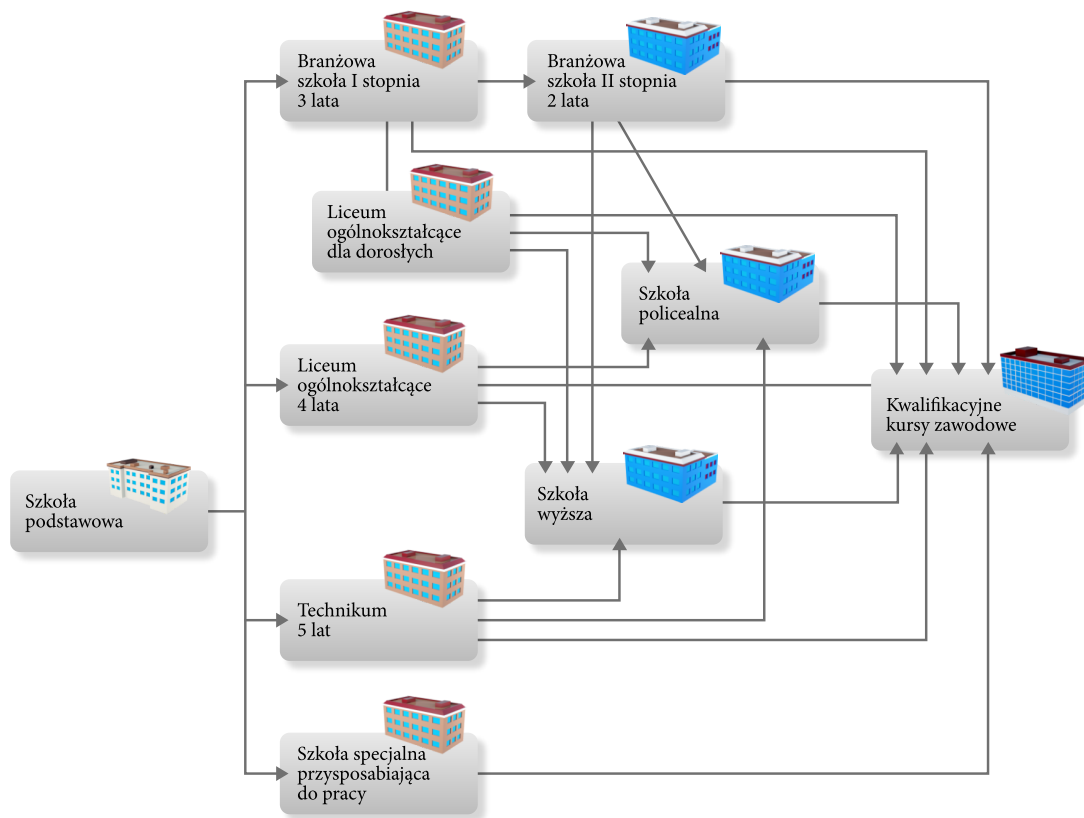 Branżowa
szkoła I stopnia
3 lata
Branżowa
szkoła II stopnia
2 lata
Liceum
ogólnokształcące
dla dorosłych
Szkoła
policealna
Liceum
ogólnokształcące
4 lata
Kwalifikacyjne
kursy zawodowe
Szkoła
podstawowa
Szkoła
wyższa
Technikum
5 lat
Szkoła specjalna
przysposabiająca
do pracy